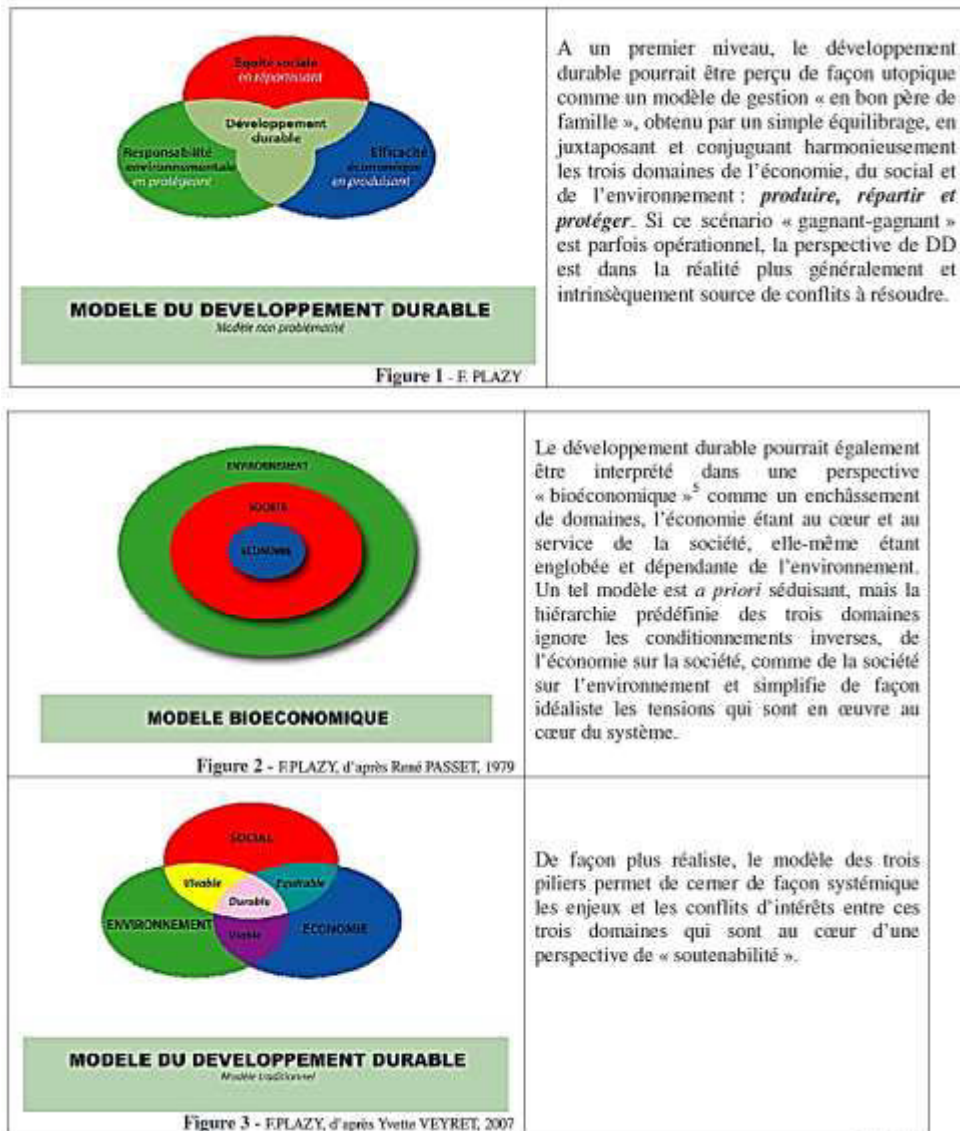 Equité sociale
en répartissant
Développement
durable
Responsabilité
environnementale
en protégeant
Efficacité
économique
en produisant
MODELE DU DEVELOPPEMENT DURABLE
Modèle non problématisé
Figure 1 - F. PLAZY
A un premier niveau, le développement
durable pourrait être perçu de façon utopique
comme un modèle de gestion « en bon père de
famille », obtenu par un simple équilibrage, en
juxtaposant et conjuguant harmonieusement
les trois domaines de l'économie, du social et
de l'environnement : produire, répartir et
protéger. Si ce scénario « gagnant-gagnant »
est parfois opérationnel, la perspective de DD
est dans la réalité plus généralement et
intrinsèquement source de conflits à résoudre.
ENVIRONNEMENT
SOCIETE
ECONOMIE
MODELE BIOECONOMIQUE
Figure 2 - F.PLAZY, d'après René PASSET, 1979
Le développement durable pourrait également
être interprété dans une perspective
« bioéconomique »5 comme un enchâssement
de domaines, l'économie étant au cœur et au
service de la société, elle-même étant
englobée et dépendante de l'environnement.
Un tel modèle est a priori séduisant, mais la
hiérarchie prédéfinie des trois domaines
ignore les conditionnements inverses, de
l'économie sur la société, comme de la société
sur l'environnement et simplifie de façon
idéaliste les tensions qui sont en œuvre au
cœur du système.
SOCIAL
Vivable
Equitable
Durable
ENVIRONNEMENT
ECONOMIE
Viable
MODELE DU DEVELOPPEMENT DURABLE
Modèle traditionnel
Figure 3 - F.PLAZY, d'après Yvette VEYRET, 2007
De façon plus réaliste, le modèle des trois
piliers permet de cerner de façon systémique
les enjeux et les conflits d'intérêts entre ces
trois domaines qui sont au cœur d'une
perspective de « soutenabilité ».